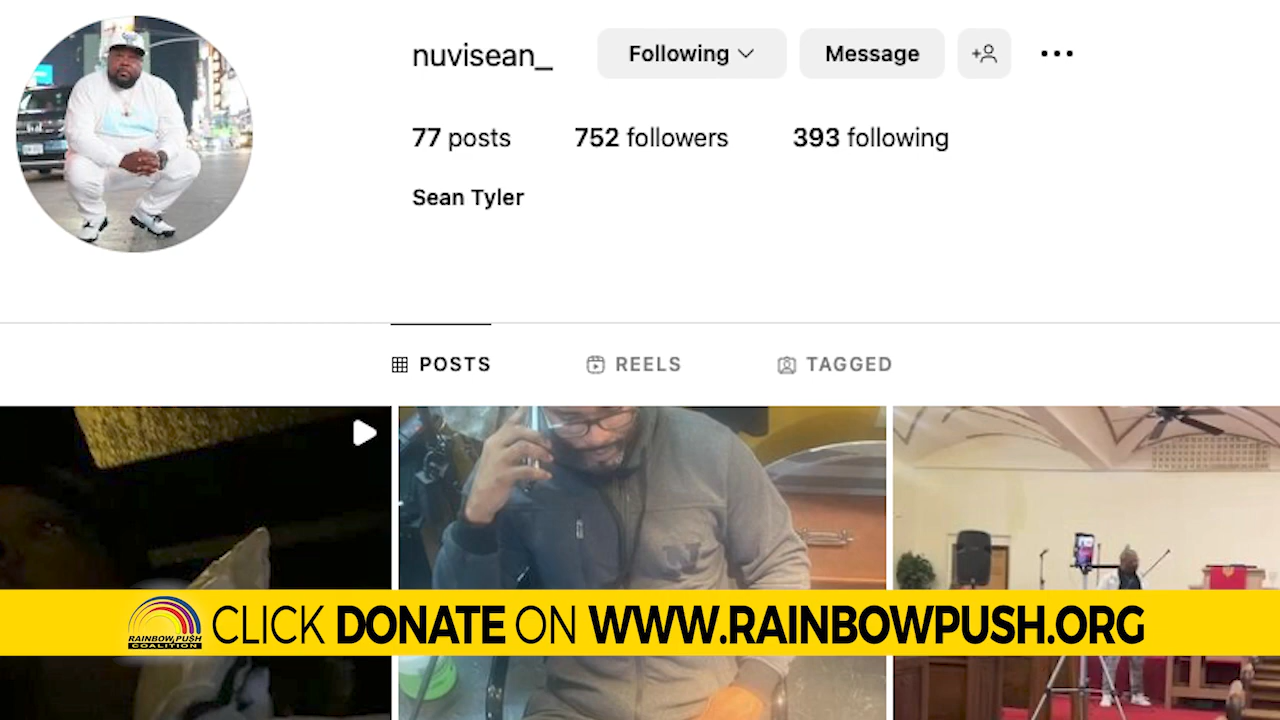 nuvisean_
Following
Message
77 posts
752 followers
393 following
Sean Tyler
POSTS
REELS
TAGGED
RAINBOW PUSH
COALITION
CLICK DONATE ON WWW.RAINBOWPUSH.ORG